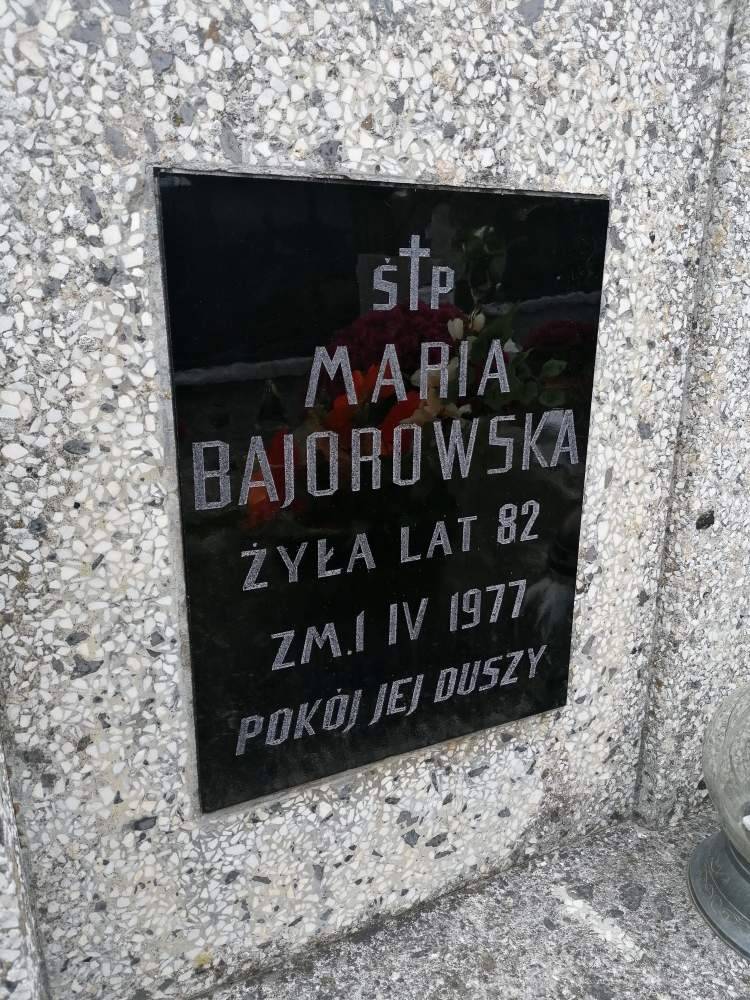 Ś✝P
MARIA
BAJOROWSKA
ŻYŁA LAT 82
ZM. 1 IV 1977
POKÓJ JEJ DUSZY